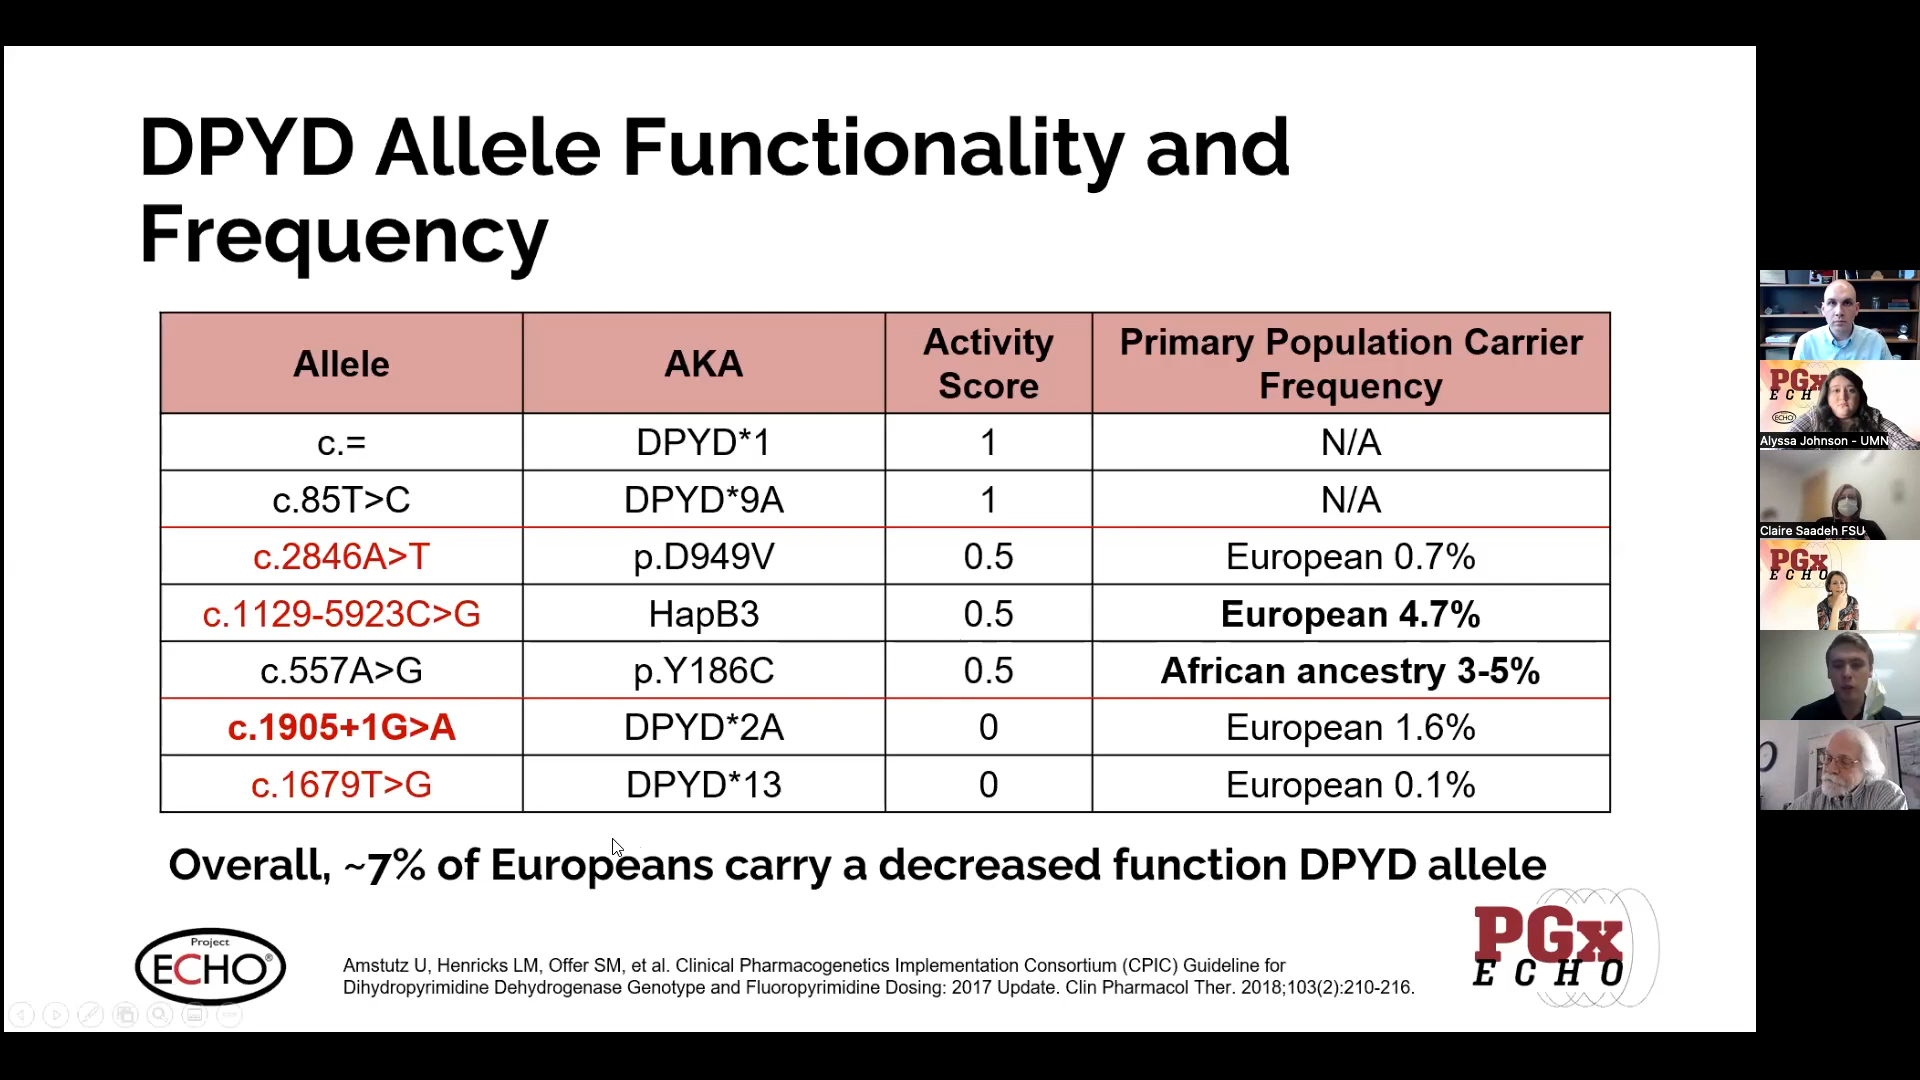 DPYD Allele Functionality and
Frequency
Allele AKA Activity Score Primary Population Carrier Frequency
c.= DPYD*1 1 N/A
c.85T>C DPYD*9A 1 N/A
c.2846A>T p.D949V 0.5 European 0.7%
c.1129-5923C>G HapB3 0.5 European 4.7%
c.557A>G p.Y186C 0.5 African ancestry 3-5%
c.1905+1G>A DPYD*2A 0 European 1.6%
c.1679T>G DPYD*13 0 European 0.1%
Overall, ~7% of Europeans carry a decreased function DPYD allele
Project
ECHO®
Amstutz U, Henricks LM, Offer SM, et al. Clinical Pharmacogenetics Implementation Consortium (CPIC) Guideline for
Dihydropyrimidine Dehydrogenase Genotype and Fluoropyrimidine Dosing: 2017 Update. Clin Pharmacol Ther. 2018;103(2):210-216.
PGx
ECHO
PGx
ECH
ECHO
Alyssa Johnson - UMN
Claire Saadeh FSU
PGx
ECHO